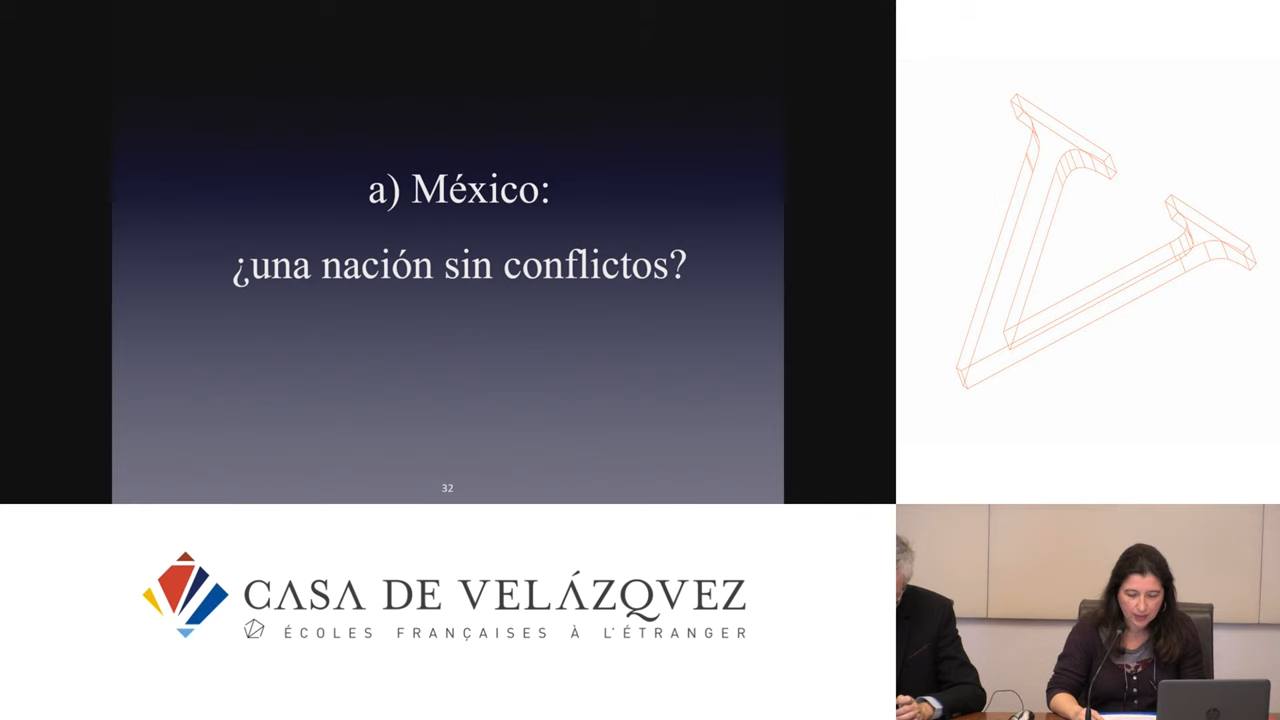 a) México:
¿una nación sin conflictos?
32
CASA DE VELÁZQVEZ
ÉCOLES FRANÇAISES À L'ÉTRANGER